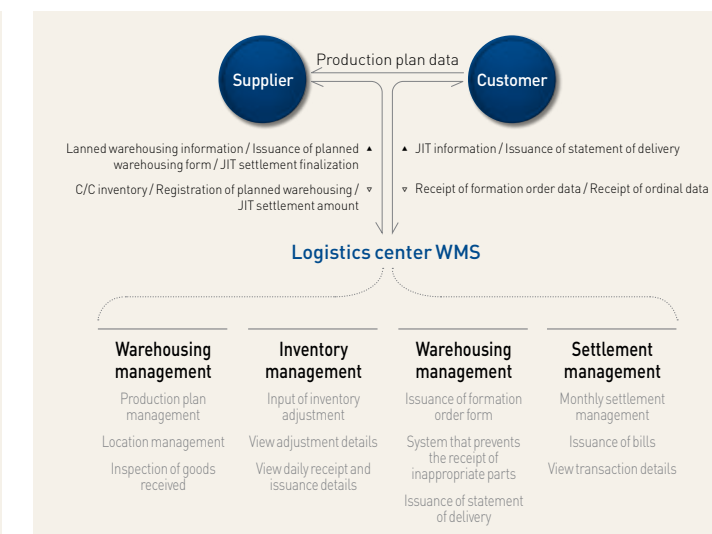 Production plan data
Supplier
Customer
Lanned warehousing information / Issuance of planned
warehousing form / JIT settlement finalization
C/C inventory / Registration of planned warehousing /
JIT settlement amount
JIT information / Issuance of statement of delivery
Receipt of formation order data / Receipt of ordinal data
Logistics center WMS
Warehousing
management
Production plan
management
Location management
Inspection of goods
received
Inventory
management
Input of inventory
adjustment
View adjustment details
View daily receipt and
issuance details
Warehousing
management
Issuance of formation
order form
System that prevents
the receipt of
inappropriate parts
Issuance of statement
of delivery
Settlement
management
Monthly settlement
management
Issuance of bills
View transaction details